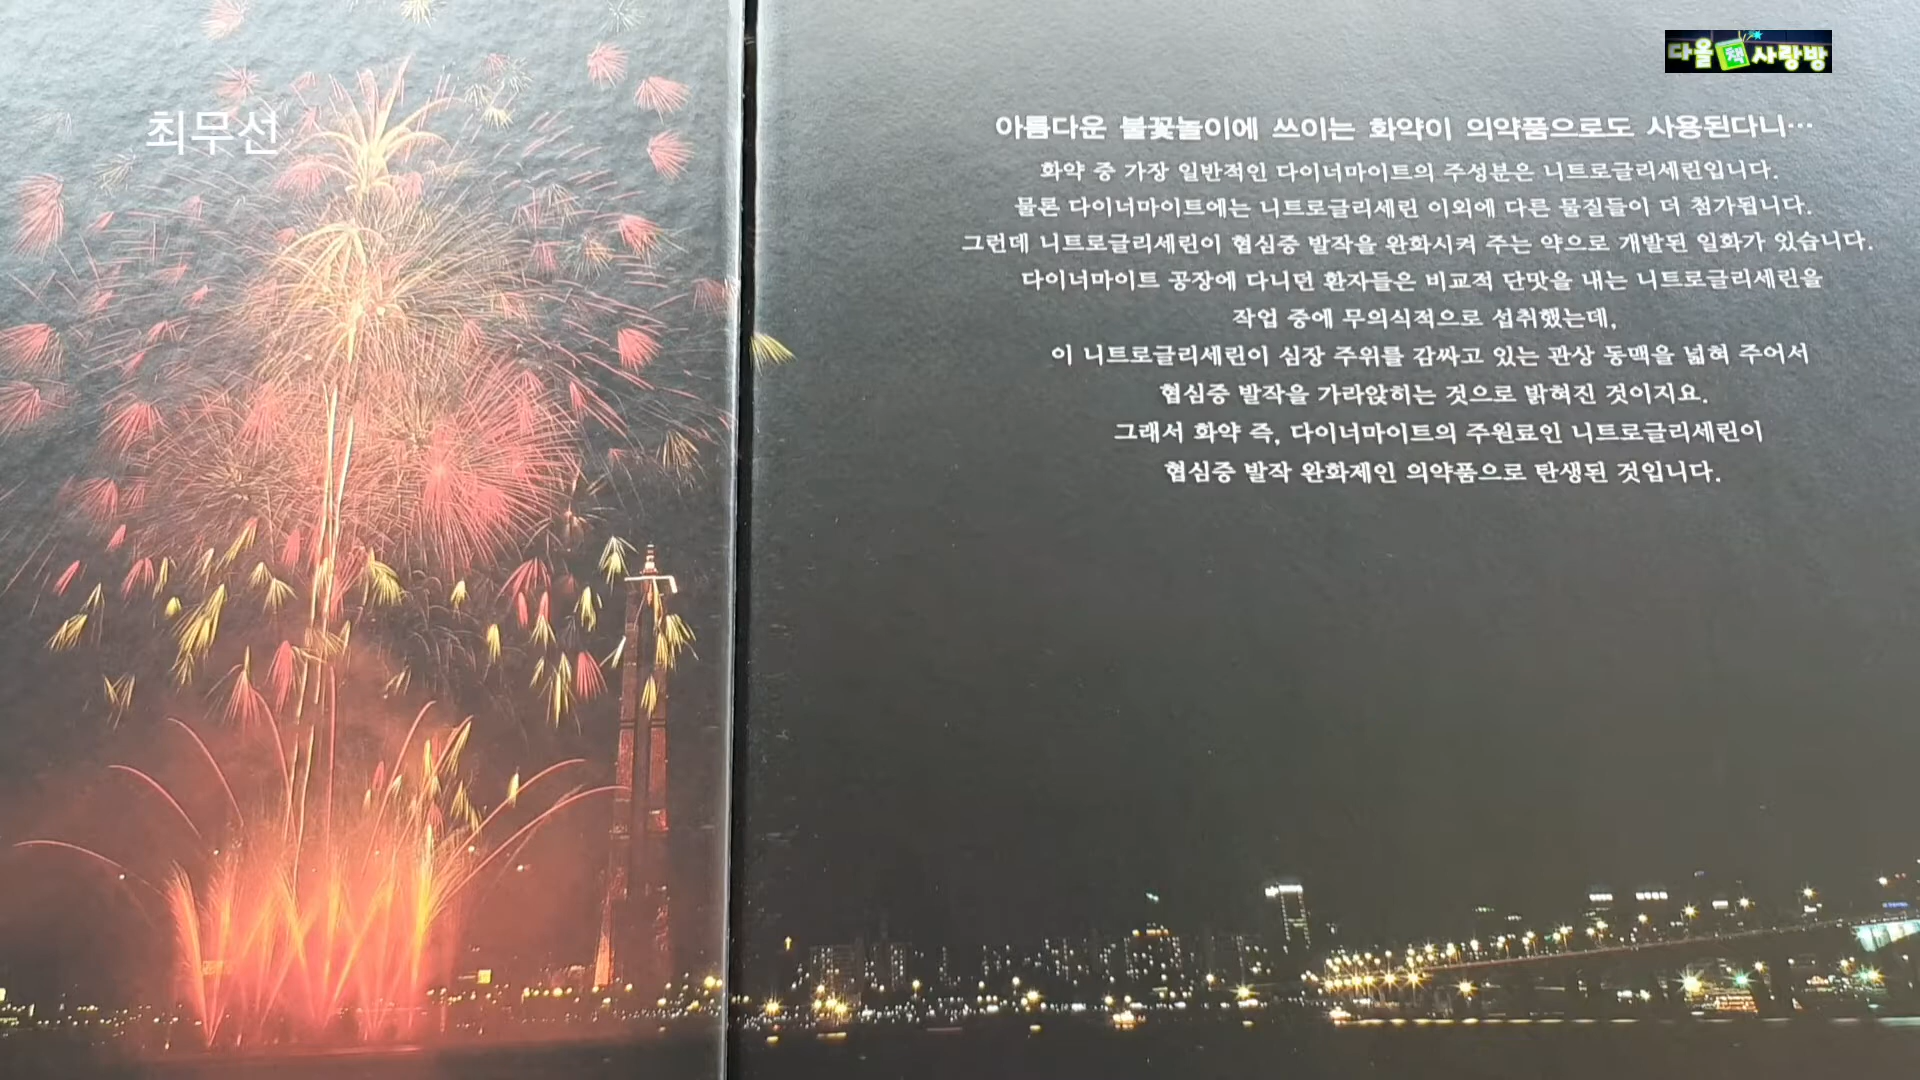 다올책사랑방
최무선
아름다운 불꽃놀이에 쓰이는 화약이 의약품으로도 사용된다니…
화약 중 가장 일반적인 다이너마이트의 주성분은 니트로글리세린입니다.
물론 다이너마이트에는 니트로글리세린 이외에 다른 물질들이 더 첨가됩니다.
그런데 니트로글리세린이 협심증 발작을 완화시켜 주는 약으로 개발된 일화가 있습니다.
다이너마이트 공장에 다니던 환자들은 비교적 단맛을 내는 니트로글리세린을
작업 중에 무의식적으로 섭취했는데,
이 니트로글리세린이 심장 주위를 감싸고 있는 관상 동맥을 넓혀 주어서
협심증 발작을 가라앉히는 것으로 밝혀진 것이지요.
그래서 화약 즉, 다이너마이트의 주원료인 니트로글리세린이
협심증 발작 완화제인 의약품으로 탄생된 것입니다.